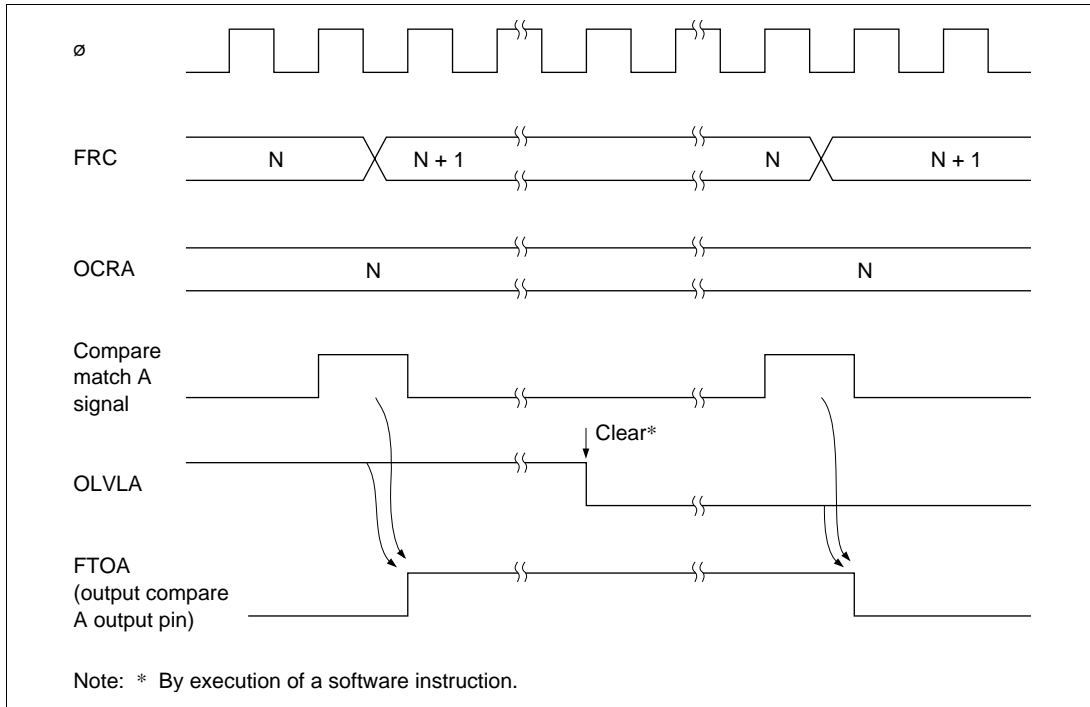 ø
FRC
N
N + 1
N
N + 1
OCRA
N
N
Compare
match A
signal
Clear*
OLVLA
FTOA
(output compare
A output pin)
Note: * By execution of a software instruction.